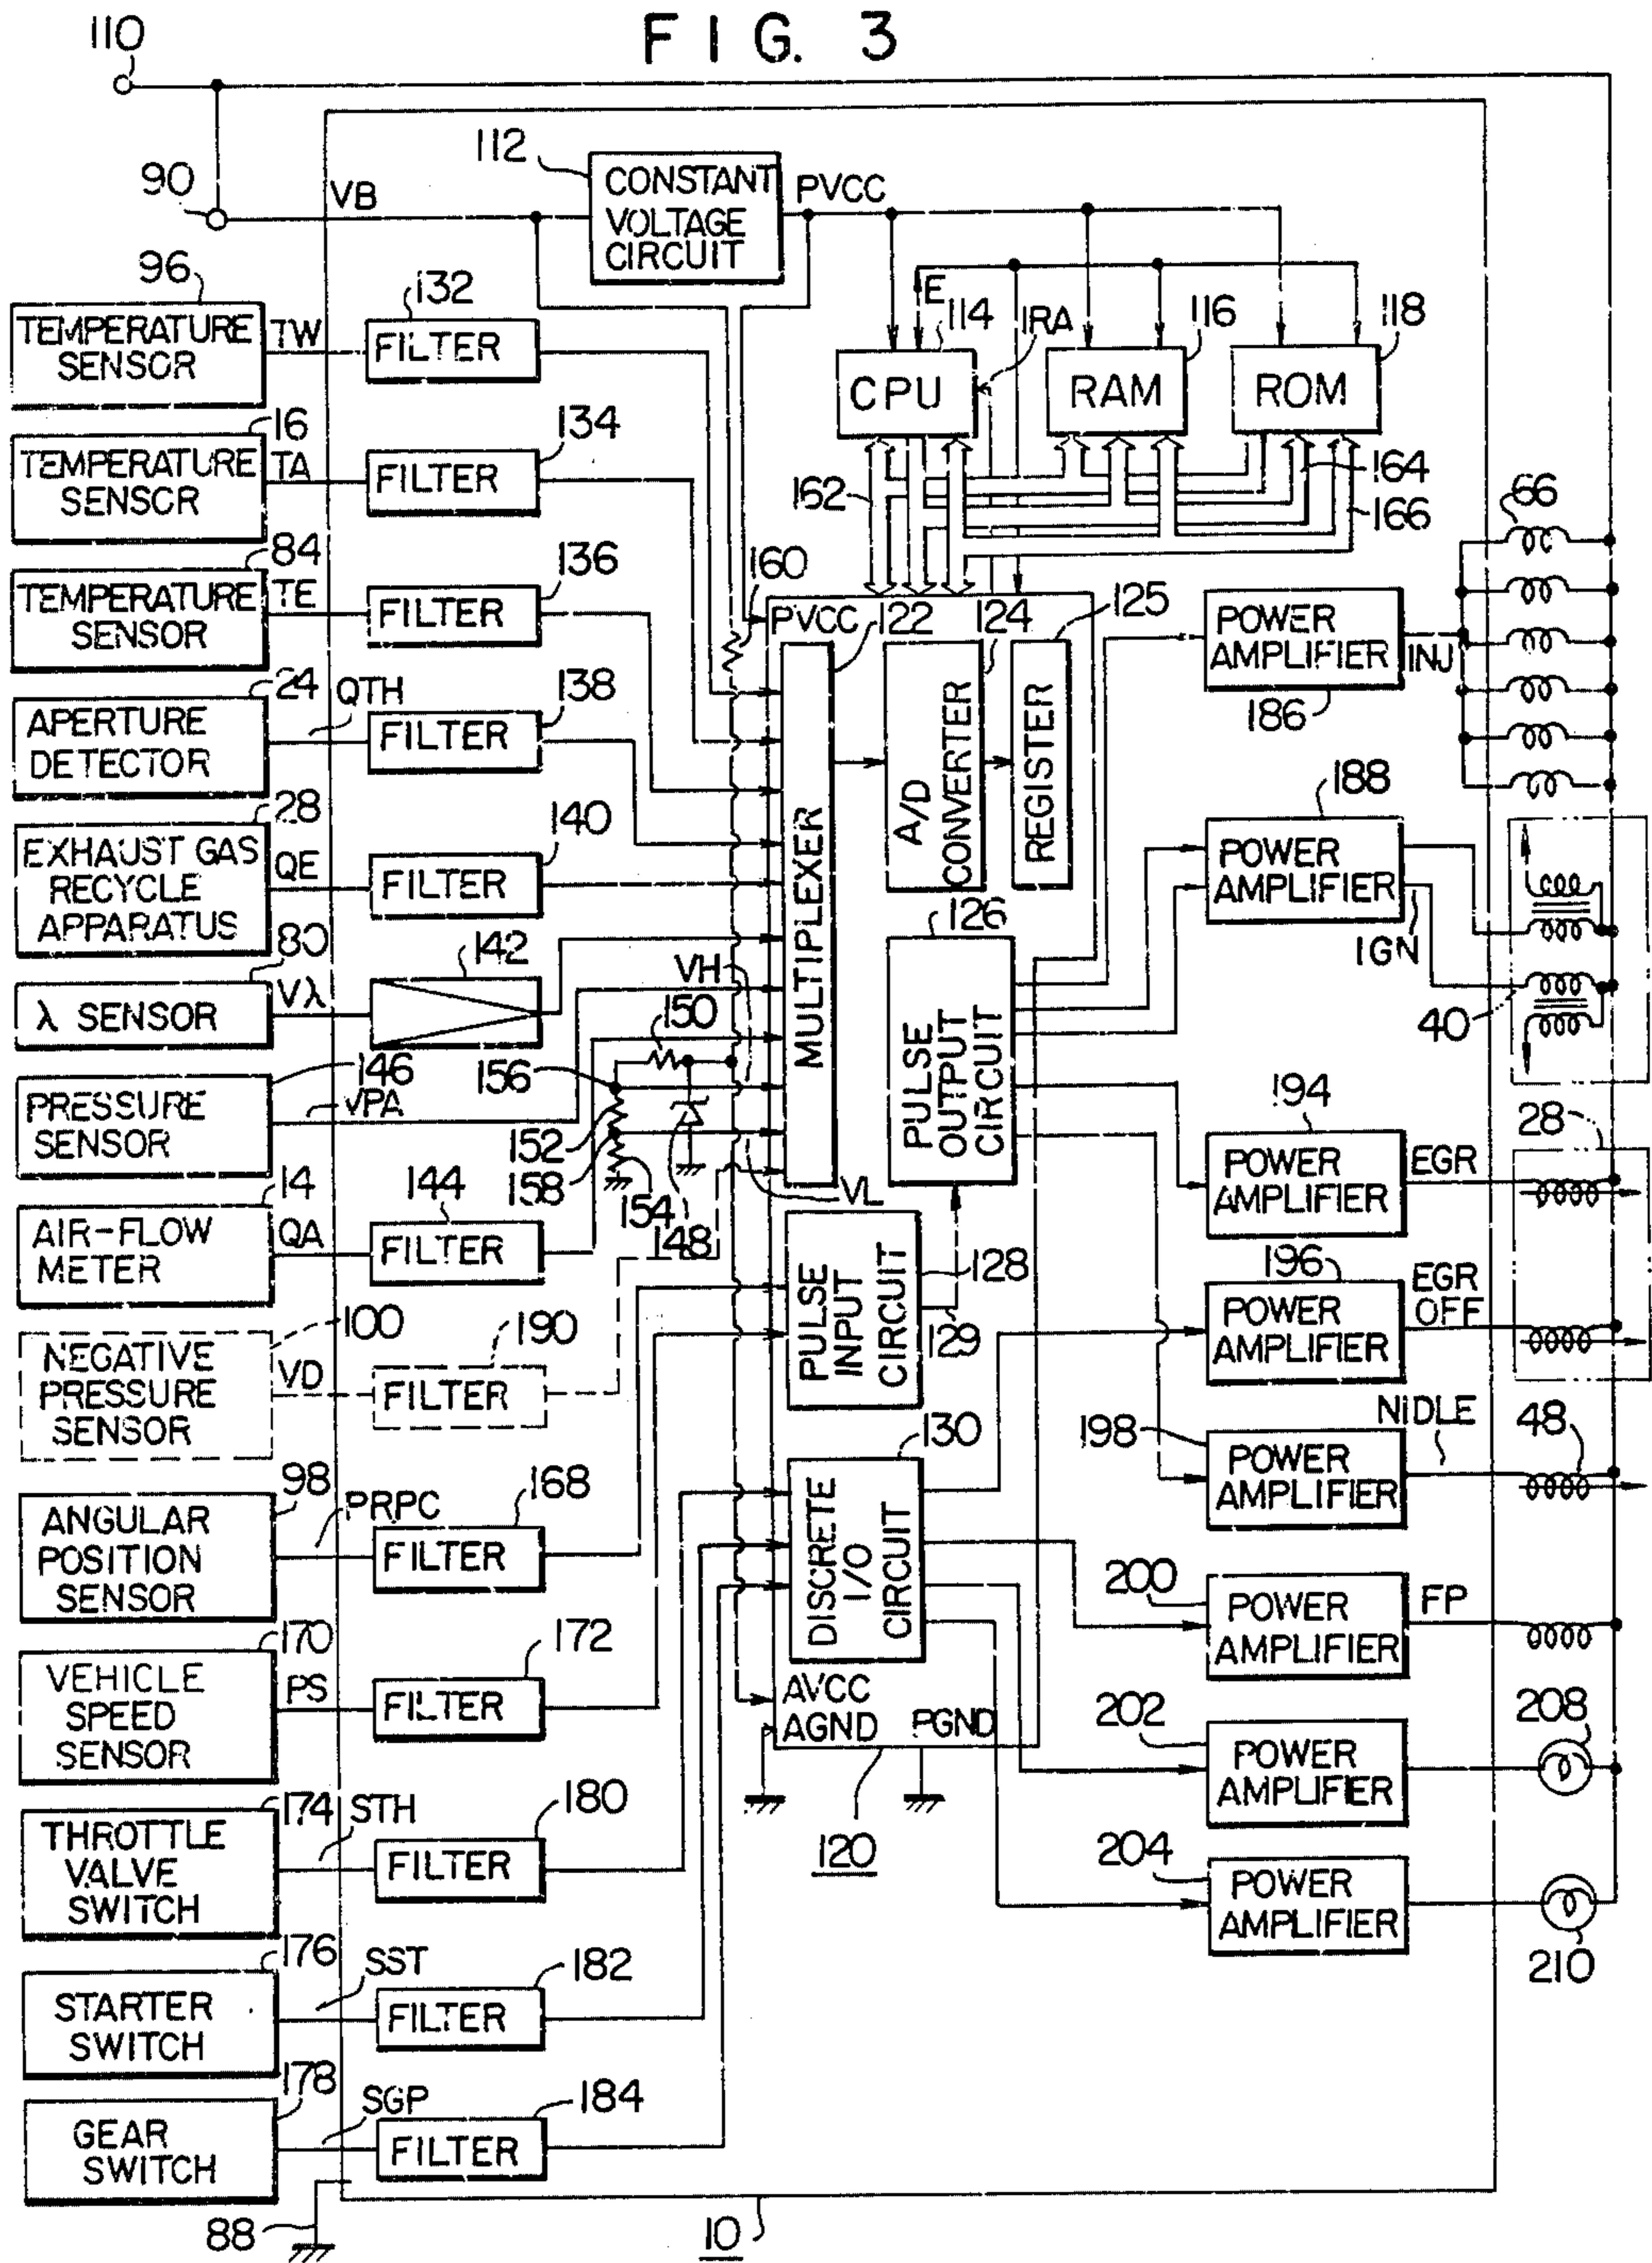 FIG. 3
110
112
CONSTANT
VOLTAGE
CIRCUIT
PVCC
90
VB
96
TEMPERATURE
SENSOR
TW
132
FILTER
E
114
IRA
116
118
CPU
RAM
ROM
16
TEMPERATURE
SENSOR
TA
134
FILTER
162
164
166
66
84
TEMPERATURE
SENSOR
TE
136
FILTER
160
PVCC
122
124
125
POWER
AMPLIFIER
INJ
186
24
APERTURE
DETECTOR
QTH
138
FILTER
MULTIPLEXER
A/D
CONVERTER
REGISTER
28
EXHAUST GAS
RECYCLE
APPARATUS
QE
140
FILTER
188
POWER
AMPLIFIER
IGN
40
80
λ SENSOR
Vλ
142
126
PULSE
OUTPUT
CIRCUIT
VH
150
146
PRESSURE
SENSOR
VPA
156
152
158
154
148
VL
194
POWER
AMPLIFIER
EGR
28
14
AIR-FLOW
METER
QA
144
FILTER
PULSE
INPUT
CIRCUIT
128
129
196
POWER
AMPLIFIER
EGR
OFF
100
NEGATIVE
PRESSURE
SENSOR
VD
190
FILTER
130
DISCRETE
I/O
CIRCUIT
198
POWER
AMPLIFIER
NIDLE
48
98
ANGULAR
POSITION
SENSOR
PRPC
168
FILTER
200
POWER
AMPLIFIER
FP
170
VEHICLE
SPEED
SENSOR
PS
172
FILTER
AVCC
AGND
PGND
202
POWER
AMPLIFIER
208
174
THROTTLE
VALVE
SWITCH
STH
180
FILTER
120
204
POWER
AMPLIFIER
210
176
STARTER
SWITCH
SST
182
FILTER
178
GEAR
SWITCH
SGP
184
FILTER
88
10